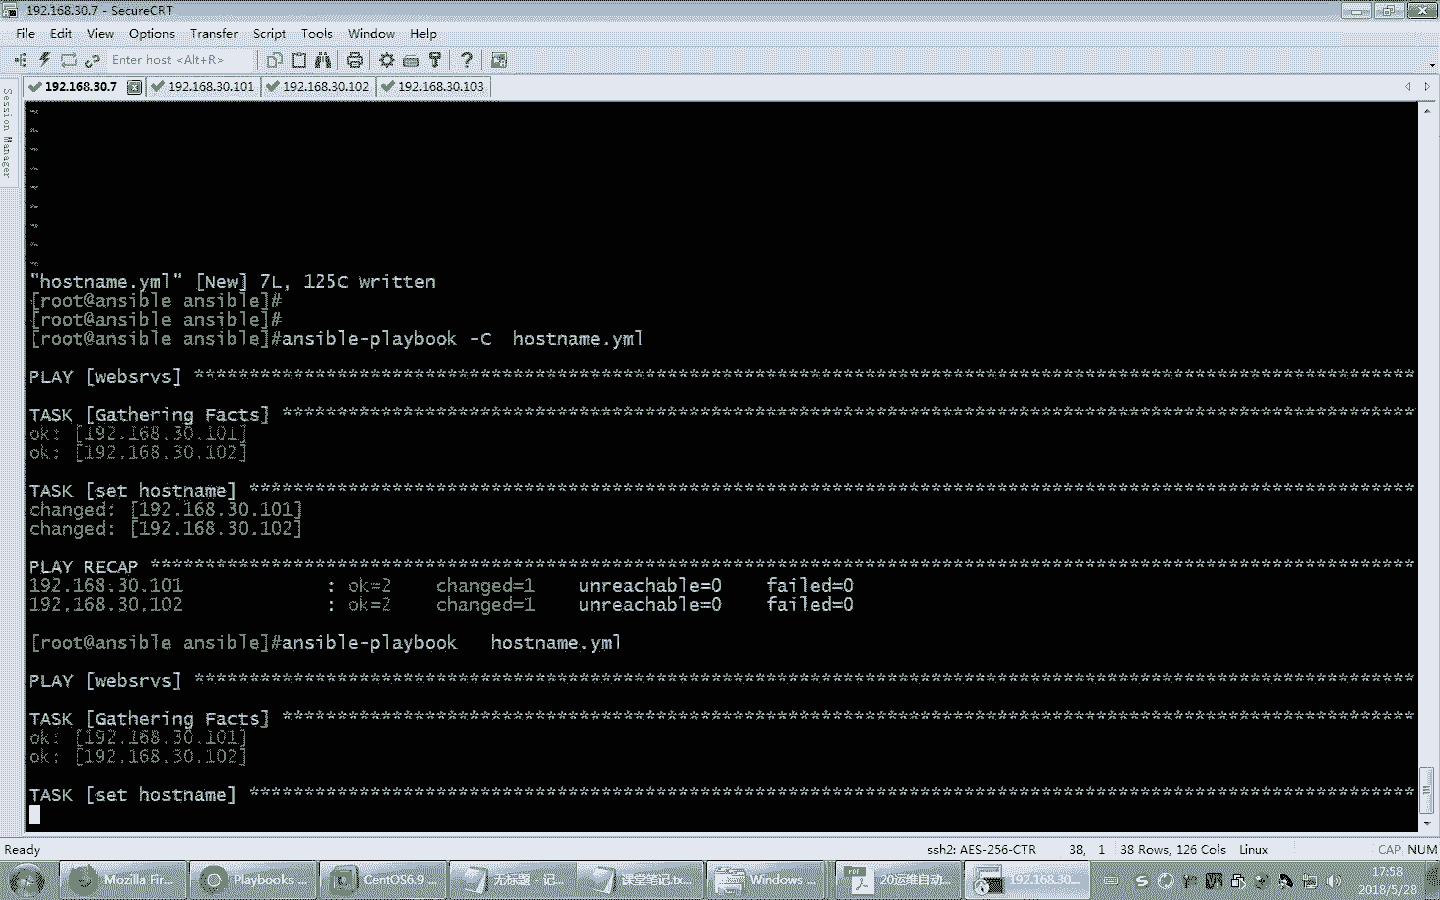 192.168.30.7 - SecureCRT
File Edit View Options Transfer Script Tools Window Help
Enter host <Alt+R>
192.168.30.7 192.168.30.101 192.168.30.102 192.168.30.103
Session Manager
~
~
~
~
~
~
~
~
~
"hostname.yml" [New] 7L, 125C written
[root@ansible ansible]#
[root@ansible ansible]#
[root@ansible ansible]#ansible-playbook -C  hostname.yml
PLAY [websrvs] ****************************************************************************************************************
TASK [Gathering Facts] ********************************************************************************************************
ok: [192.168.30.101]
ok: [192.168.30.102]
TASK [set hostname] ***********************************************************************************************************
changed: [192.168.30.101]
changed: [192.168.30.102]
PLAY RECAP ********************************************************************************************************************
192.168.30.101 : ok=2 changed=1 unreachable=0 failed=0
192.168.30.102 : ok=2 changed=1 unreachable=0 failed=0
[root@ansible ansible]#ansible-playbook   hostname.yml
PLAY [websrvs] ****************************************************************************************************************
TASK [Gathering Facts] ********************************************************************************************************
ok: [192.168.30.101]
ok: [192.168.30.102]
TASK [set hostname] ***********************************************************************************************************
Ready ssh2: AES-256-CTR 38, 1 38 Rows, 126 Cols Linux CAP NUM
Mozilla Fir... Playbooks ... CentOS6.9 ... 无标题 - 记... 课堂笔记.tx... Windows ... 20运维自动... 192.168.30... 17:58
2018/5/28